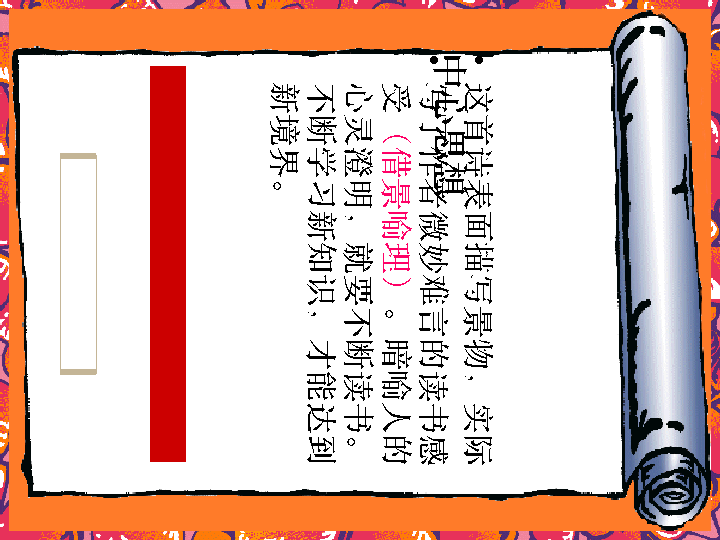 中心思想
这首诗表面描写景物，实际
写了作者微妙难言的读书感
受（借景喻理）。暗喻人的
心灵澄明，就要不断读书。
不断学习新知识，才能达到
新境界。